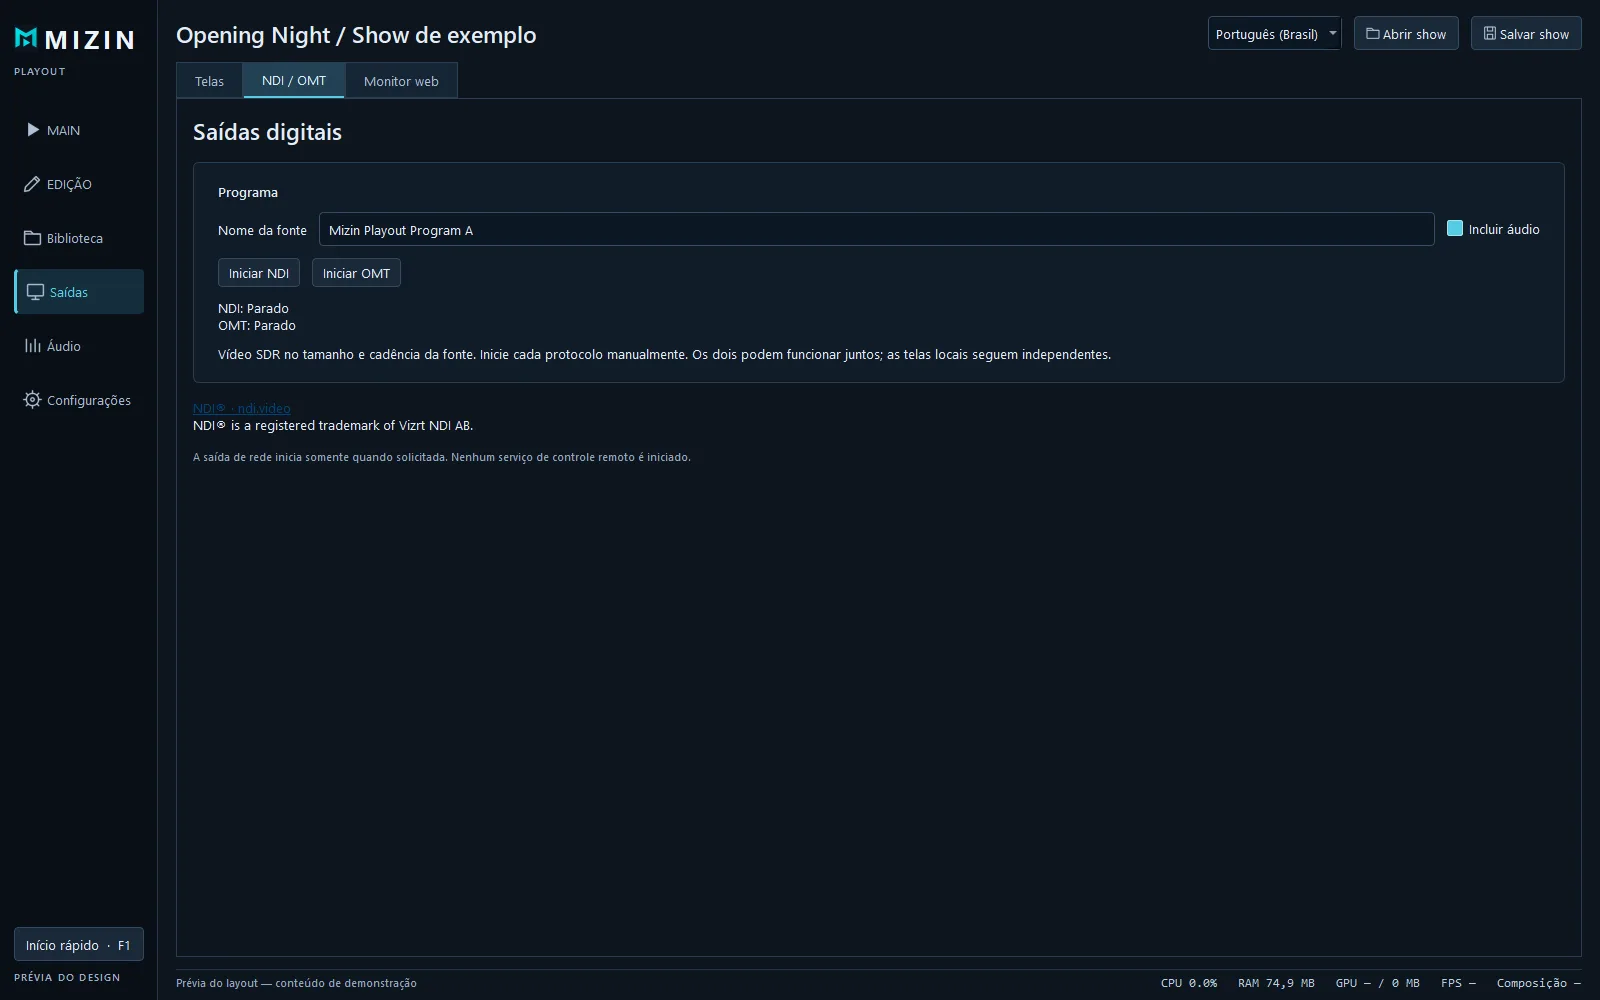 MIZIN
PLAYOUT
MAIN
EDIÇÃO
Biblioteca
Saídas
Áudio
Configurações
Início rápido · F1
PRÉVIA DO DESIGN
Opening Night / Show de exemplo
Português (Brasil)
Abrir show
Salvar show
Telas
NDI / OMT
Monitor web
Saídas digitais
Programa
Nome da fonte
Mizin Playout Program A
Incluir áudio
Iniciar NDI
Iniciar OMT
NDI: Parado
OMT: Parado
Vídeo SDR no tamanho e cadência da fonte. Inicie cada protocolo manualmente. Os dois podem funcionar juntos; as telas locais seguem independentes.
NDI® · ndi.video
NDI® is a registered trademark of Vizrt NDI AB.
A saída de rede inicia somente quando solicitada. Nenhum serviço de controle remoto é iniciado.
Prévia do layout — conteúdo de demonstração
CPU 0.0% RAM 74,9 MB GPU — / 0 MB FPS — Composição —